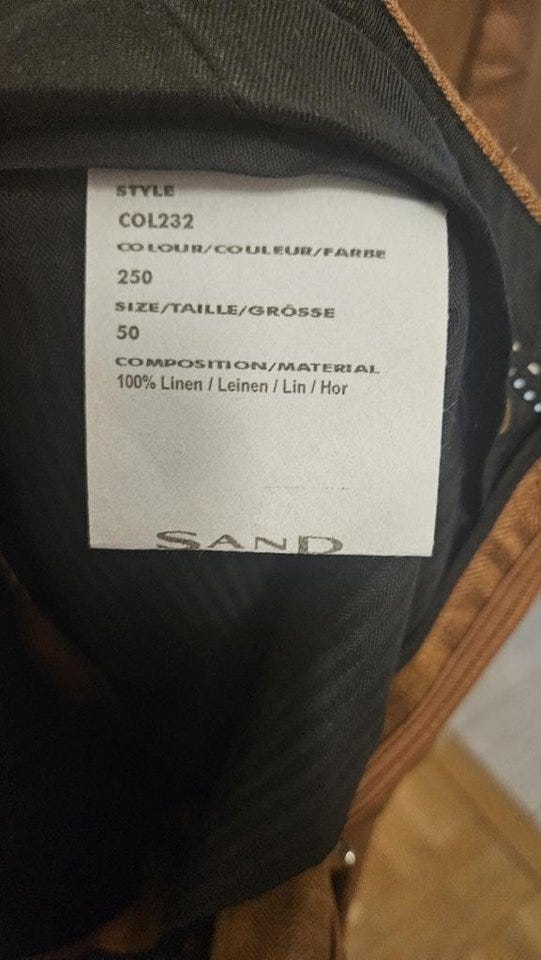 STYLE
COL232
COLOUR/COULEUR/FARBE
250
SIZE/TAILLE/GRÖSSE
50
COMPOSITION/MATERIAL
100% Linen / Leinen / Lin / Hor
SAND